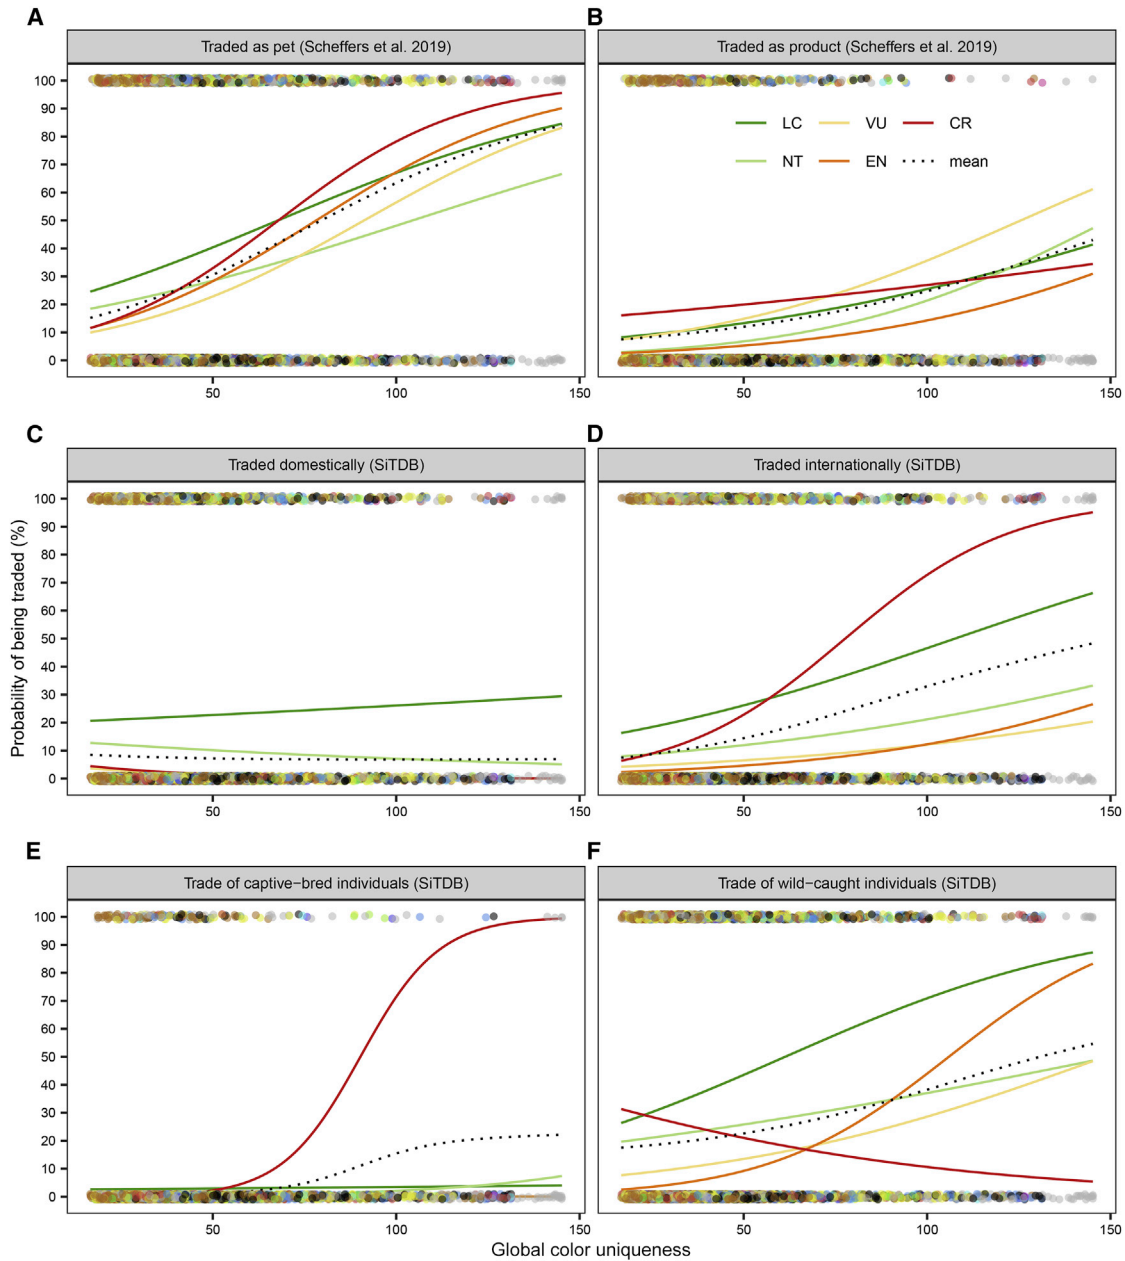 A
B
Traded as pet (Scheffers et al. 2019)
Traded as product (Scheffers et al. 2019)
100
90
80
70
60
50
40
30
20
10
0
LC
VU
CR
NT
EN
mean
50
100
150
50
100
150
C
D
Traded domestically (SiTDB)
Traded internationally (SiTDB)
100
90
80
70
60
50
40
30
20
10
0
Probability of being traded (%)
50
100
150
50
100
150
E
F
Trade of captive−bred individuals (SiTDB)
Trade of wild−caught individuals (SiTDB)
100
90
80
70
60
50
40
30
20
10
0
50
100
150
50
100
150
Global color uniqueness